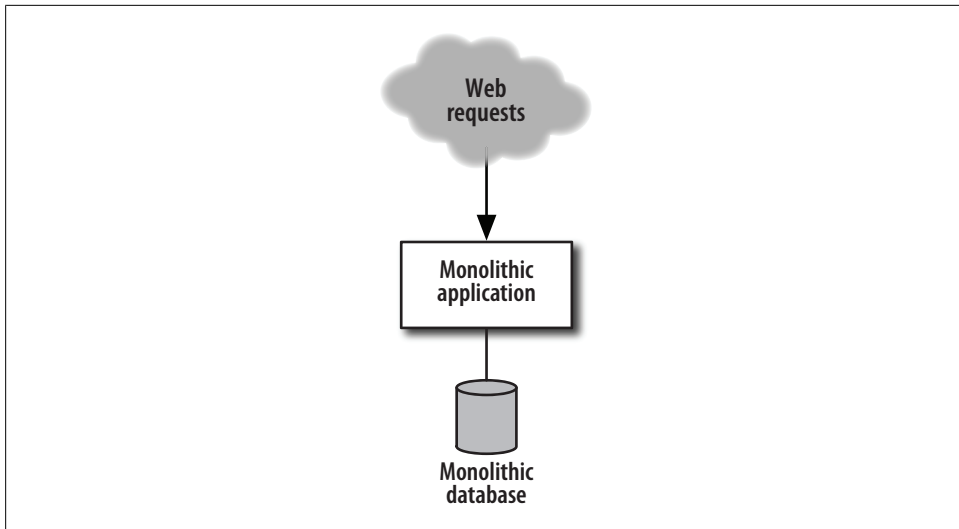 Web
requests
Monolithic
application
Monolithic
database